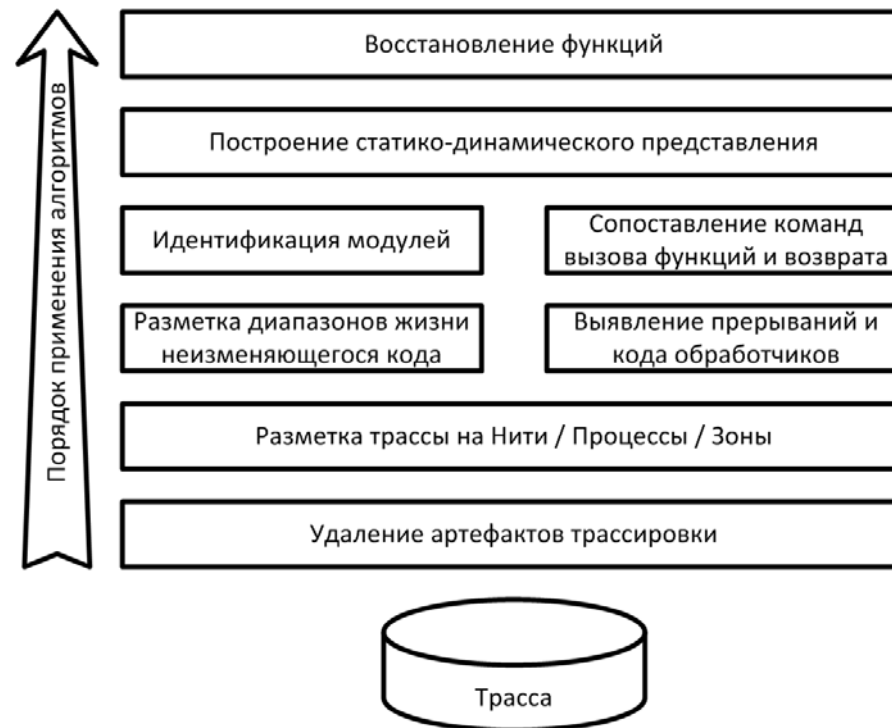 Порядок применения алгоритмов
Восстановление функций
Построение статико-динамического представления
Идентификация модулей
Сопоставление команд
вызова функций и возврата
Разметка диапазонов жизни
неизменяющегося кода
Выявление прерываний и
кода обработчиков
Разметка трассы на Нити / Процессы / Зоны
Удаление артефактов трассировки
Трасса